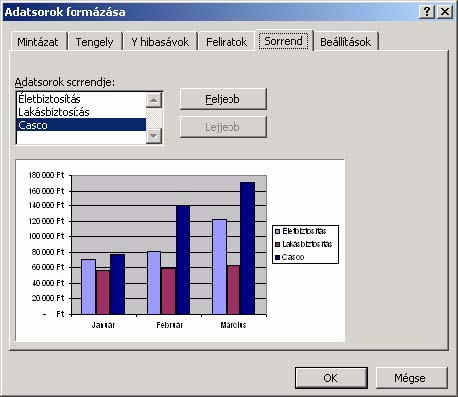 Adatsorok formázása
Mintázat Tengely Y hibasávok Feliratok Sorrend Beállítások
Adatsorok sorrendje:
Életbiztosítás
Lakásbiztosítás
Casco
Feljebb
Lejjebb
180 000 Ft
160 000 Ft
140 000 Ft
120 000 Ft
100 000 Ft
80 000 Ft
60 000 Ft
40 000 Ft
20 000 Ft
- Ft
Január Február Március
Életbiztosítás
Lakásbiztosítás
Casco
OK Mégse